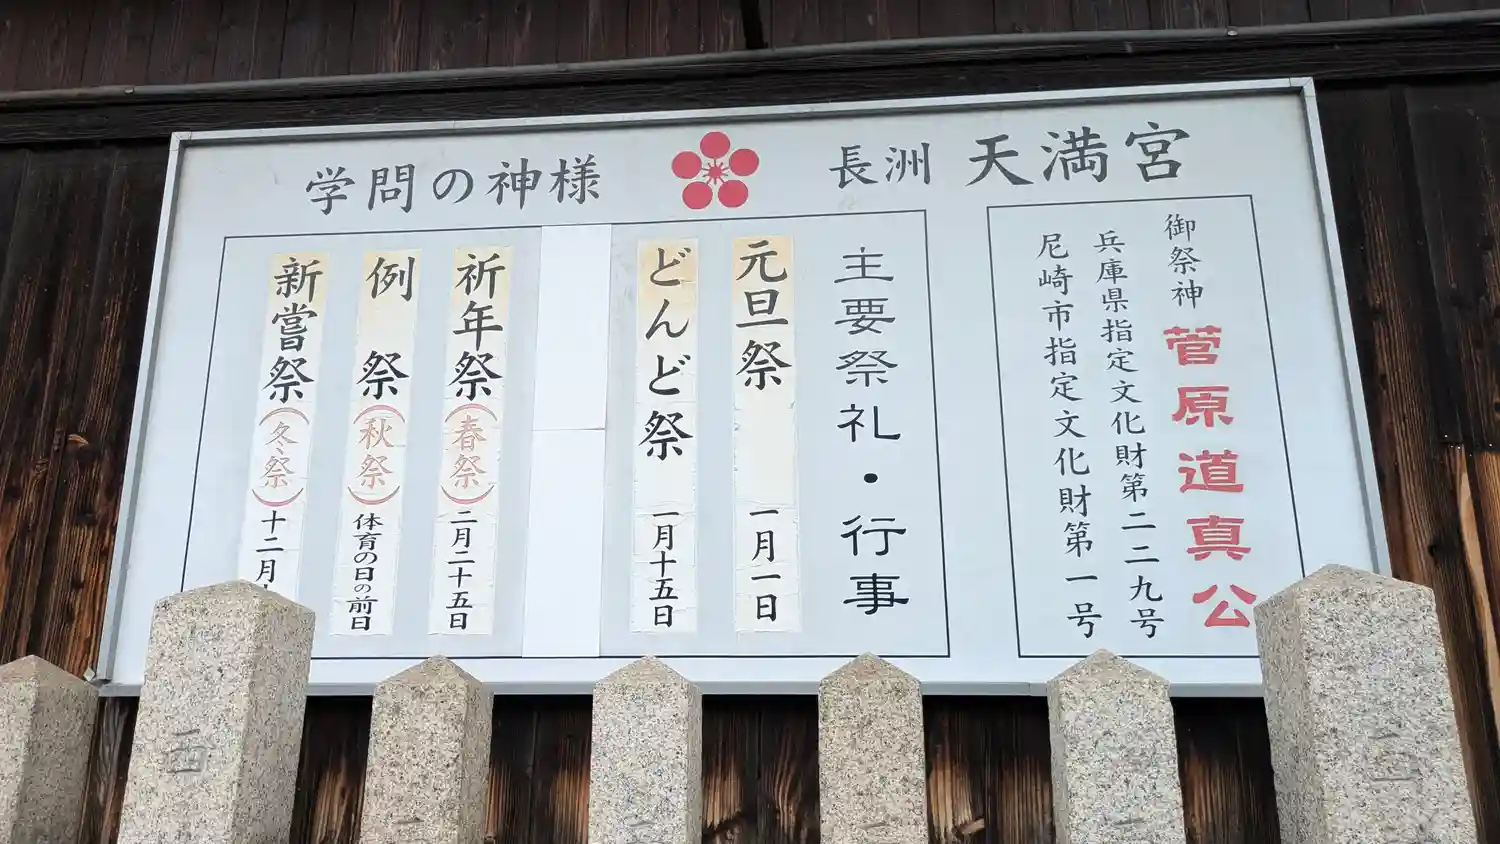 長洲 天満宮
学問の神様
御祭神 菅原道真公
兵庫県指定文化財第二二九号
尼崎市指定文化財第一号
主要祭礼・行事
元旦祭 一月一日
どんど祭 一月十五日
祈年祭(春祭) 二月二十五日
例祭(秋祭) 体育の日の前日
新嘗祭(冬祭) 十二月